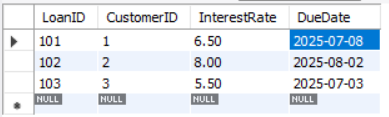 LoanID CustomerID InterestRate DueDate
101 1 6.50 2025-07-08
102 2 8.00 2025-08-02
103 3 5.50 2025-07-03
NULL NULL NULL NULL